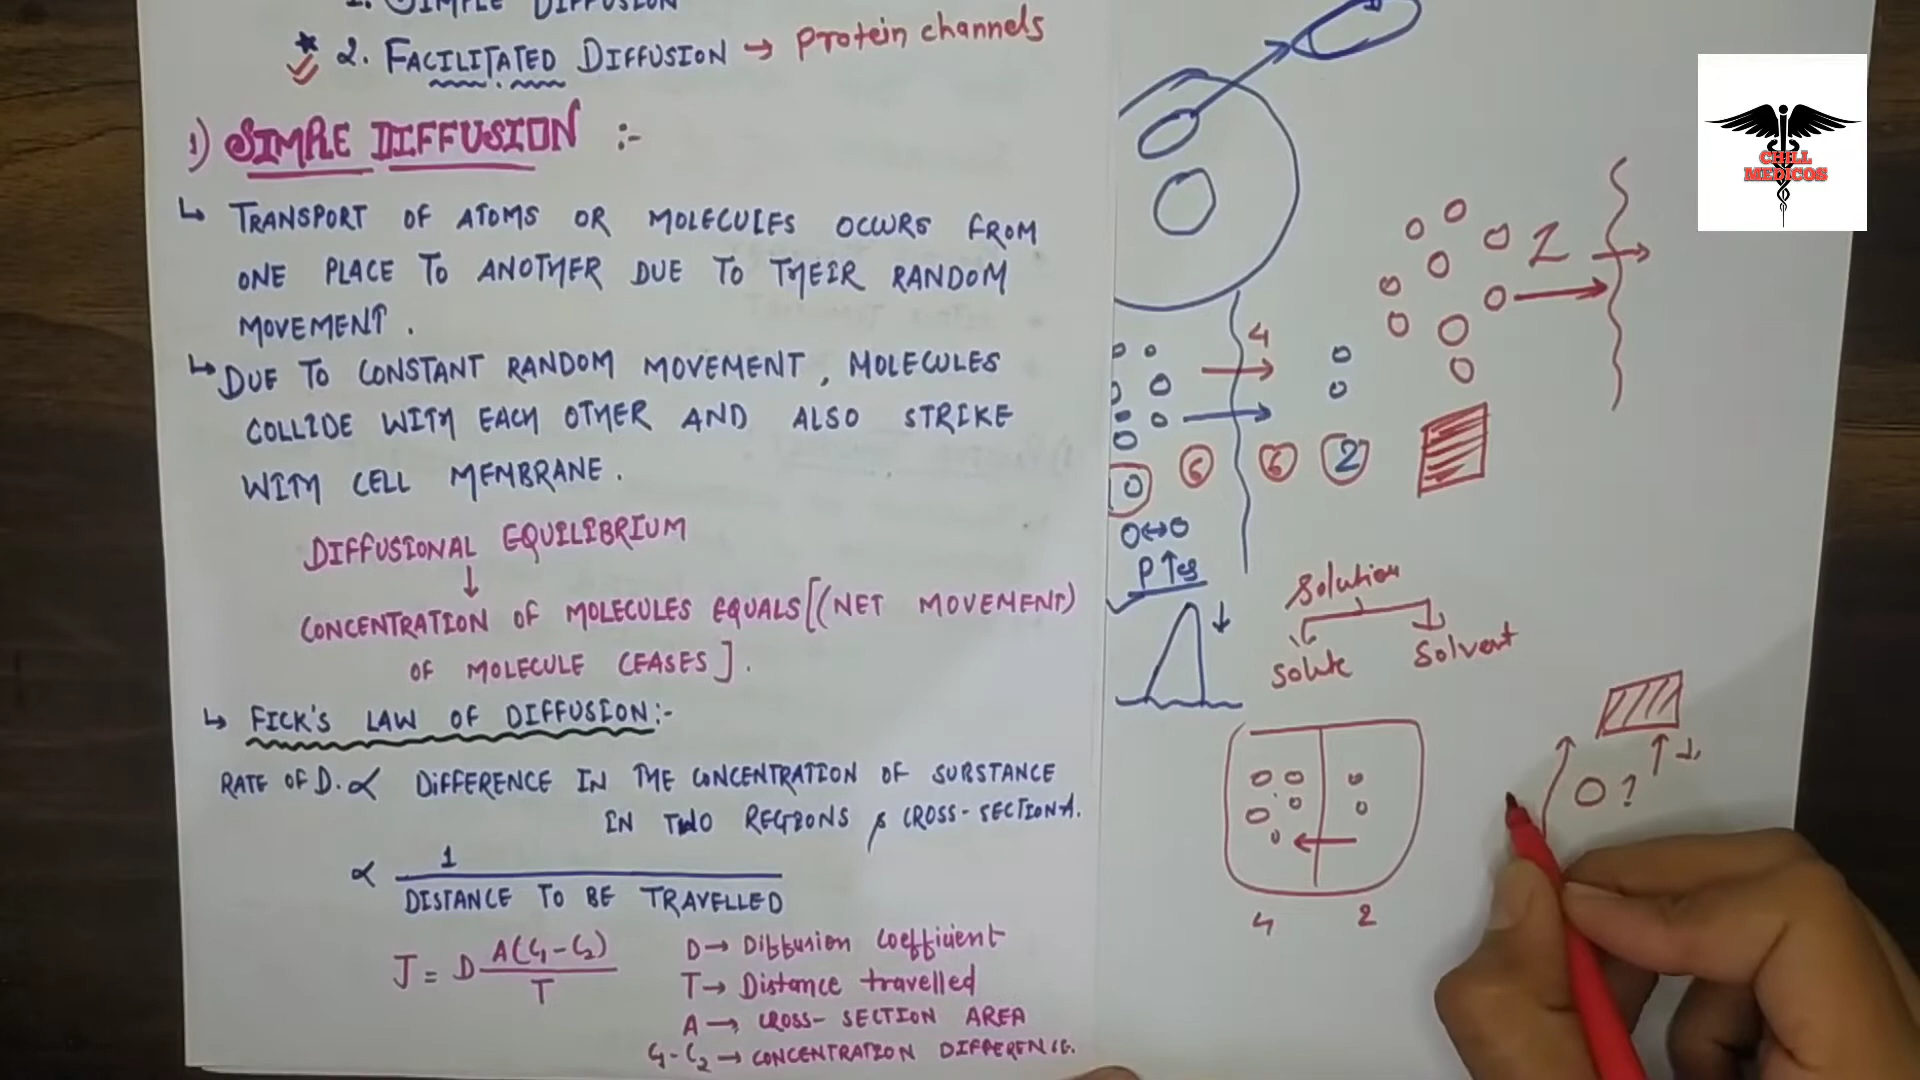 1. SIMPLE DIFFUSION
2. FACILITATED DIFFUSION → Protein channels
1) SIMPLE DIFFUSION :-
↳ TRANSPORT OF ATOMS OR MOLECULES OCCURS FROM
ONE PLACE TO ANOTHER DUE TO THEIR RANDOM
MOVEMENT.
↳ DUE TO CONSTANT RANDOM MOVEMENT, MOLECULES
COLLIDE WITH EACH OTHER AND ALSO STRIKE
WITH CELL MEMBRANE.
DIFFUSIONAL EQUILIBRIUM
↓
CONCENTRATION OF MOLECULES EQUALS [(NET MOVEMENT)
OF MOLECULE CEASES].
↳ FICK'S LAW OF DIFFUSION:-
RATE OF D. ∝ DIFFERENCE IN THE CONCENTRATION OF SUBSTANCE
IN TWO REGIONS & CROSS-SECTION A.
∝ 1
DISTANCE TO BE TRAVELLED
J = D A(C1-C2)
T
D → Diffusion coefficient
T → Distance travelled
A → CROSS-SECTION AREA
C1-C2 → CONCENTRATION DIFFERENCE.
4
6 6 2
P↑es
Solution
Solute Solvent
O ?
4 2
CHILL
MEDICOS